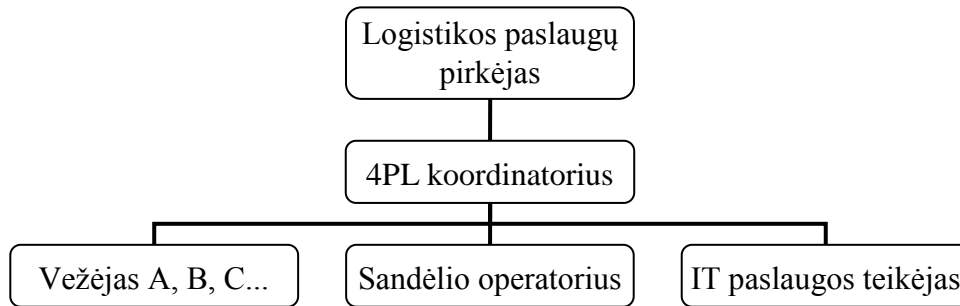 Logistikos paslaugų
pirkėjas
4PL koordinatorius
Vežėjas A, B, C...
Sandėlio operatorius
IT paslaugos teikėjas